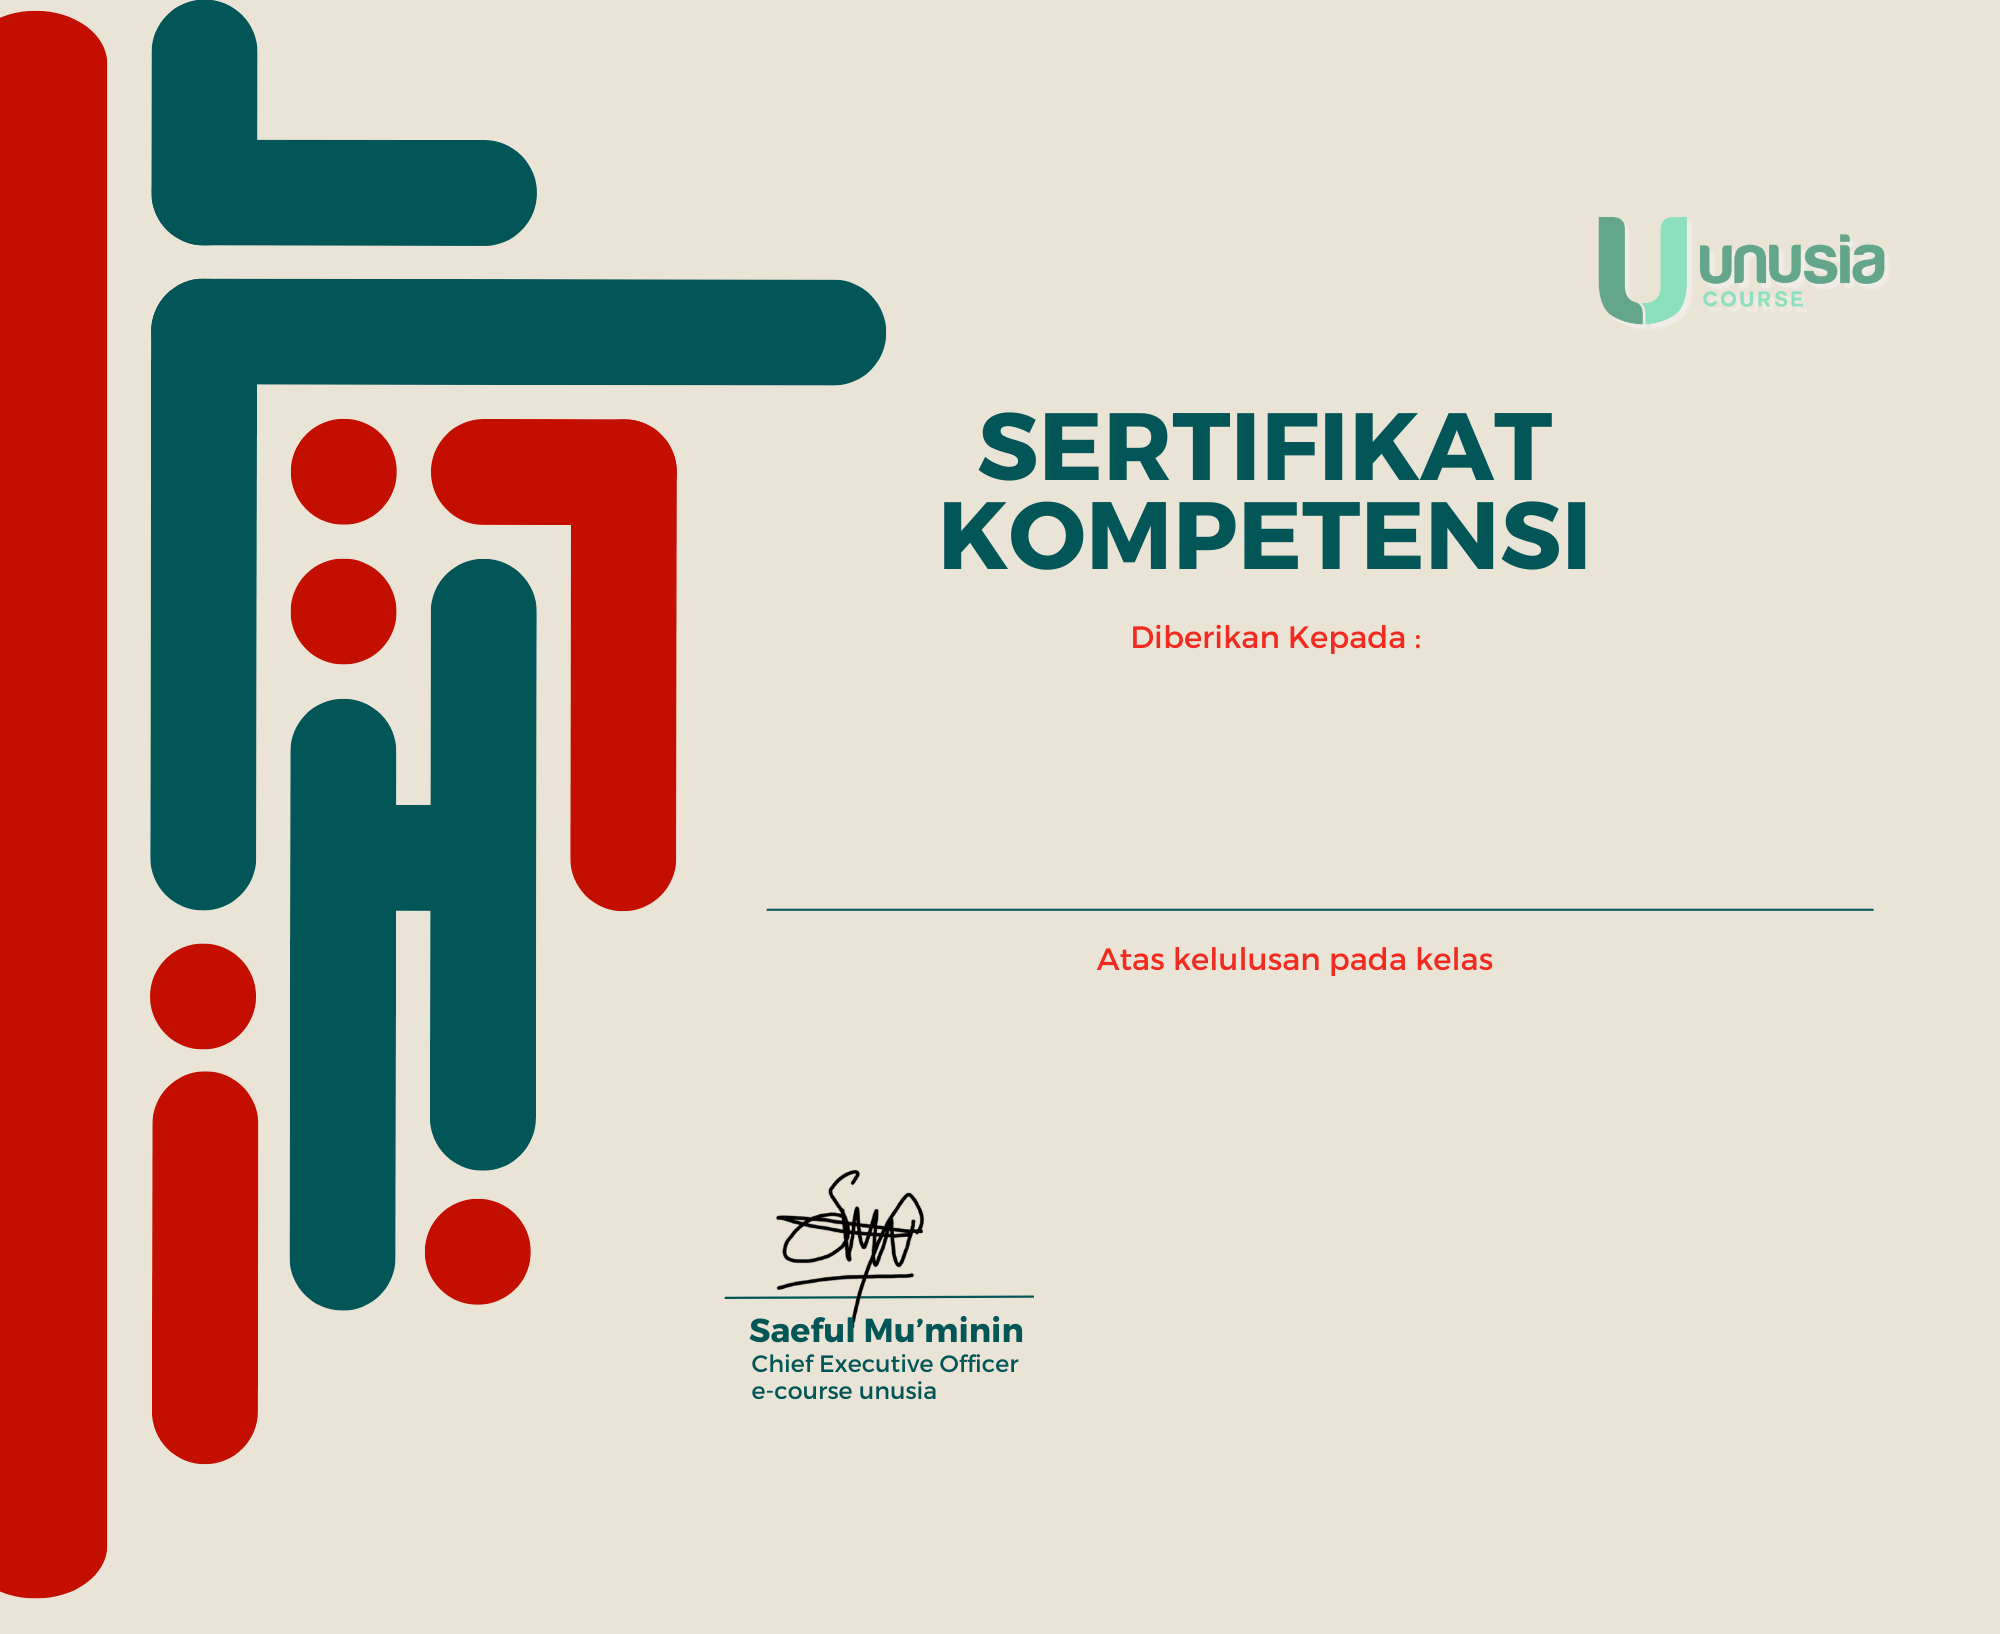 unusia
COURSE
SERTIFIKAT
KOMPETENSI
Diberikan Kepada :
Atas kelulusan pada kelas
Saeful Mu’minin
Chief Executive Officer
e-course unusia